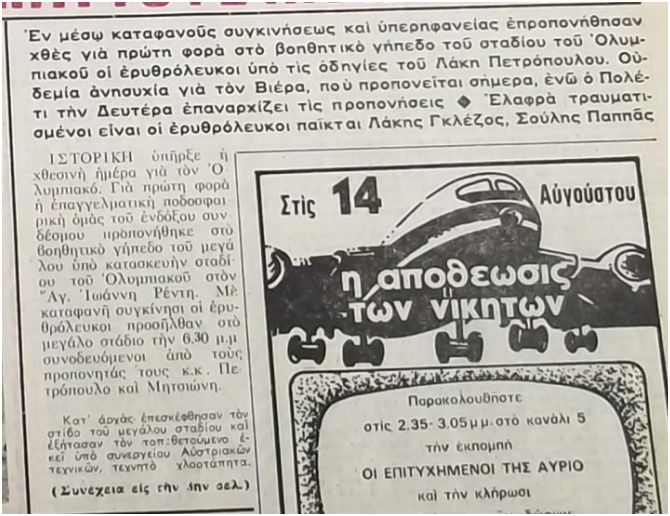 Ἐν μέσῳ καταφανοῦς συγκινήσεως καὶ ὑπερηφανείας ἐπροπονήθησαν
χθὲς γιὰ πρώτη φορὰ στὸ βοηθητικὸ γήπεδο τοῦ σταδίου τοῦ Ὀλυμ-
πιακοῦ οἱ ἐρυθρόλευκοι ὑπὸ τὶς ὁδηγίες τοῦ Λάκη Πετρόπουλου. Οὐ-
δεμία ἀνησυχία γιὰ τὸν Βιέρα, ποὺ προπονεῖται σήμερα, ἐνῶ ὁ Πολέ-
τι τὴν Δευτέρα ἐπαναρχίζει τὶς προπονήσεις ◆ Ἐλαφρὰ τραυματι-
σμένοι εἶναι οἱ ἐρυθρόλευκοι παῖκται Λάκης Γκλέζος, Σούλης Παππᾶς
ΙΣΤΟΡΙΚΗ ὑπῆρξε ἡ
χθεσινὴ ἡμέρα γιὰ τὸν Ὀ-
λυμπιακό. Γιὰ πρώτη φορὰ
ἡ ἐπαγγελματικὴ ποδοσφαι-
ρικὴ ὁμὰς τοῦ ἐνδόξου συν-
δέσμου προπονήθηκε στὸ
βοηθητικὸ γήπεδο τοῦ μεγά-
λου ὑπὸ κατασκευὴν σταδί-
ου τοῦ Ὀλυμπιακοῦ στὸν
Ἅγ. Ἰωάννη Ρέντη. Μὲ
καταφανῆ συγκίνησι οἱ ἐρυ-
θρόλευκοι προσῆλθαν στὸ
μεγάλο στάδιο τὴν 6.30 μ.μ
συνοδευόμενοι ἀπὸ τοὺς
προπονητάς τους κ.κ. Πε-
τρόπουλο καὶ Μητσιώνη.
Κατ' ἀρχὰς ἐπεσκέφθησαν τὸν
στίβο τοῦ μεγάλου σταδίου καὶ
ἐξήτασαν τὸν τοποθετούμενο ἐ-
κεῖ ὑπὸ συνεργείου Αὐστριακῶν
τεχνικῶν, τεχνητὸ χλοοτάπητα.
(Συνέχεια εἰς τὴν 4ην σελ.)
Στὶς 14 Αὐγούστου
η αποθεωσις
των νικητων
Παρακολουθῆστε
στὶς 2.35-3.05 μμ. στὸ κανάλι 5
τὴν ἐκπομπὴ
ΟΙ ΕΠΙΤΥΧΗΜΕΝΟΙ ΤΗΣ ΑΥΡΙΟ
καὶ τὴν κλήρωσι